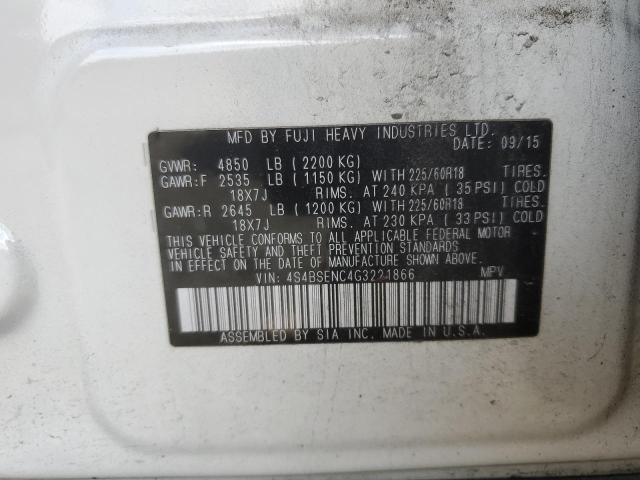 MFD BY FUJI HEAVY INDUSTRIES LTD.
DATE: 09/15
GVWR: 4850 LB (2200 KG)
GAWR:F 2535 LB (1150 KG) WITH 225/60R18 TIRES.
18X7J RIMS. AT 240 KPA (35 PSI) COLD
GAWR:R 2645 LB (1200 KG) WITH 225/60R18 TIRES.
18X7J RIMS. AT 230 KPA (33 PSI) COLD
THIS VEHICLE CONFORMS TO ALL APPLICABLE FEDERAL MOTOR
VEHICLE SAFETY AND THEFT PREVENTION STANDARDS
IN EFFECT ON THE DATE OF MANUFACTURE SHOWN ABOVE.
VIN: 4S4BSENC4G3221866 MPV
ASSEMBLED BY SIA INC. MADE IN U.S.A.